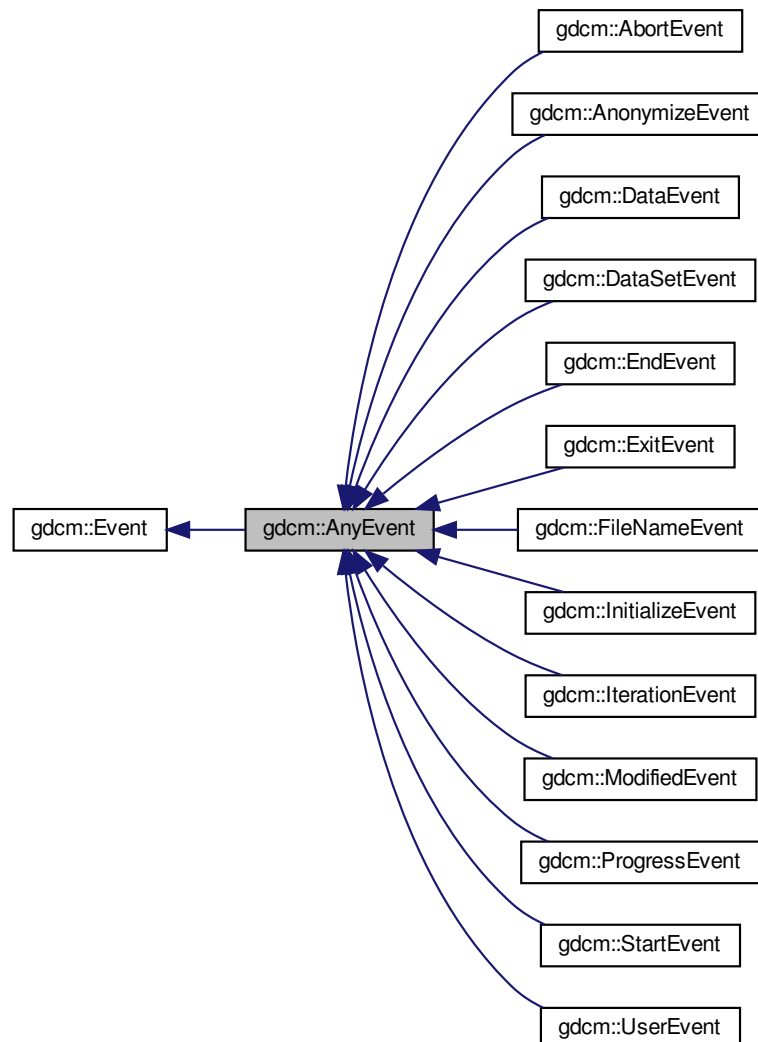 gdcm::AbortEvent
gdcm::AnonymizeEvent
gdcm::DataEvent
gdcm::DataSetEvent
gdcm::EndEvent
gdcm::ExitEvent
gdcm::Event
gdcm::AnyEvent
gdcm::FileNameEvent
gdcm::InitializeEvent
gdcm::IterationEvent
gdcm::ModifiedEvent
gdcm::ProgressEvent
gdcm::StartEvent
gdcm::UserEvent